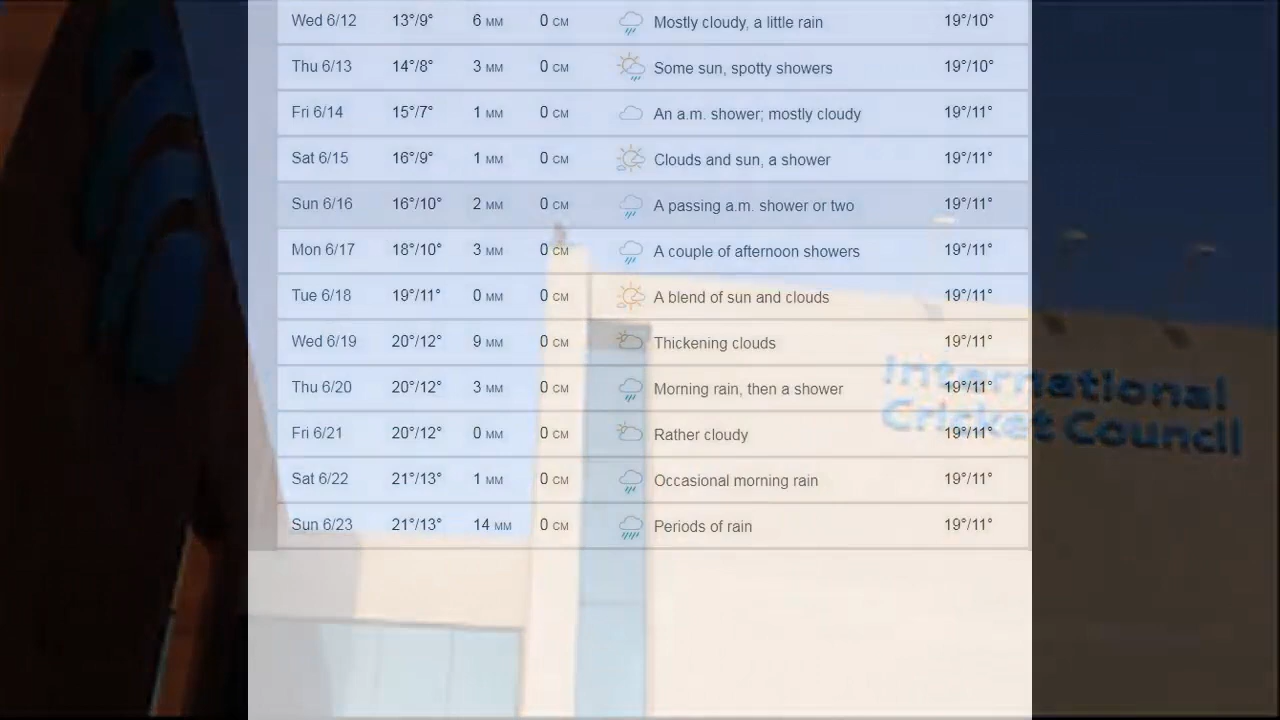 Wed 6/12 13°/9° 6 MM 0 CM Mostly cloudy, a little rain 19°/10°
Thu 6/13 14°/8° 3 MM 0 CM Some sun, spotty showers 19°/10°
Fri 6/14 15°/7° 1 MM 0 CM An a.m. shower; mostly cloudy 19°/11°
Sat 6/15 16°/9° 1 MM 0 CM Clouds and sun, a shower 19°/11°
Sun 6/16 16°/10° 2 MM 0 CM A passing a.m. shower or two 19°/11°
Mon 6/17 18°/10° 3 MM 0 CM A couple of afternoon showers 19°/11°
Tue 6/18 19°/11° 0 MM 0 CM A blend of sun and clouds 19°/11°
Wed 6/19 20°/12° 9 MM 0 CM Thickening clouds 19°/11°
Thu 6/20 20°/12° 3 MM 0 CM Morning rain, then a shower 19°/11°
Fri 6/21 20°/12° 0 MM 0 CM Rather cloudy 19°/11°
Sat 6/22 21°/13° 1 MM 0 CM Occasional morning rain 19°/11°
Sun 6/23 21°/13° 14 MM 0 CM Periods of rain 19°/11°
International
Cricket Council